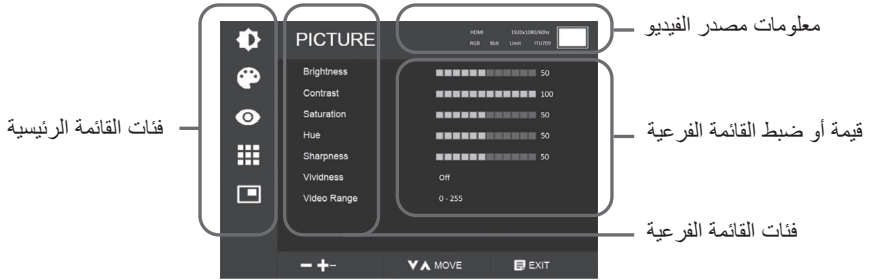 معلومات مصدر الفيديو
PICTURE
HDMI 1920x1080/60hz
RGB 8bit Limit ITU709
Brightness 50
Contrast 100
Saturation 50
Hue 50
Sharpness 50
Vividness Off
Video Range 0 - 255
فئات القائمة الرئيسية
قيمة أو ضبط القائمة الفرعية
فئات القائمة الفرعية
MOVE
EXIT